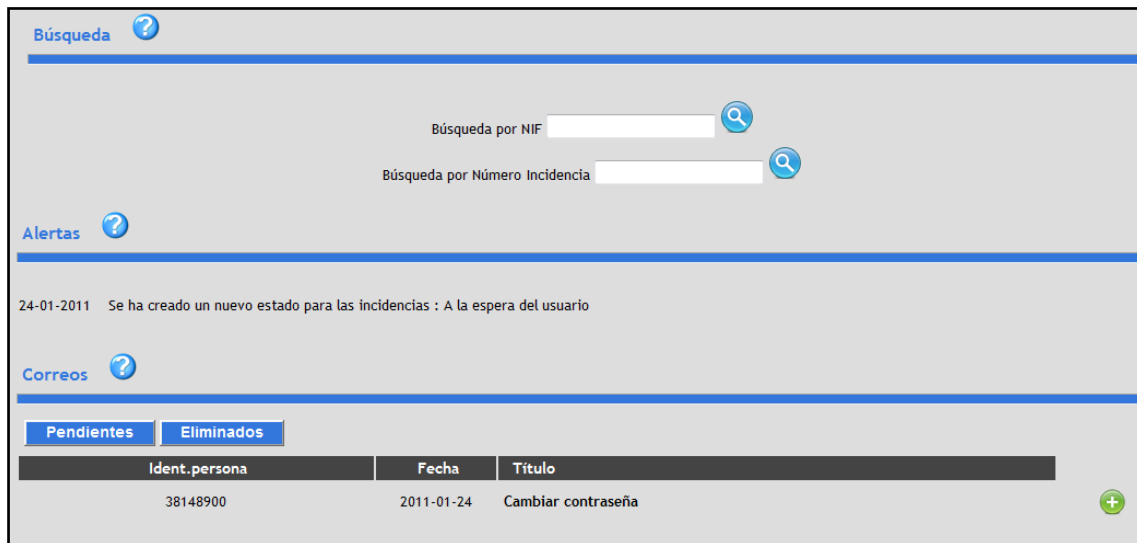 Búsqueda
Búsqueda por NIF
Búsqueda por Número Incidencia
Alertas
24-01-2011 Se ha creado un nuevo estado para las incidencias : A la espera del usuario
Correos
Pendientes Eliminados
Ident.persona Fecha Título
38148900 2011-01-24 Cambiar contraseña